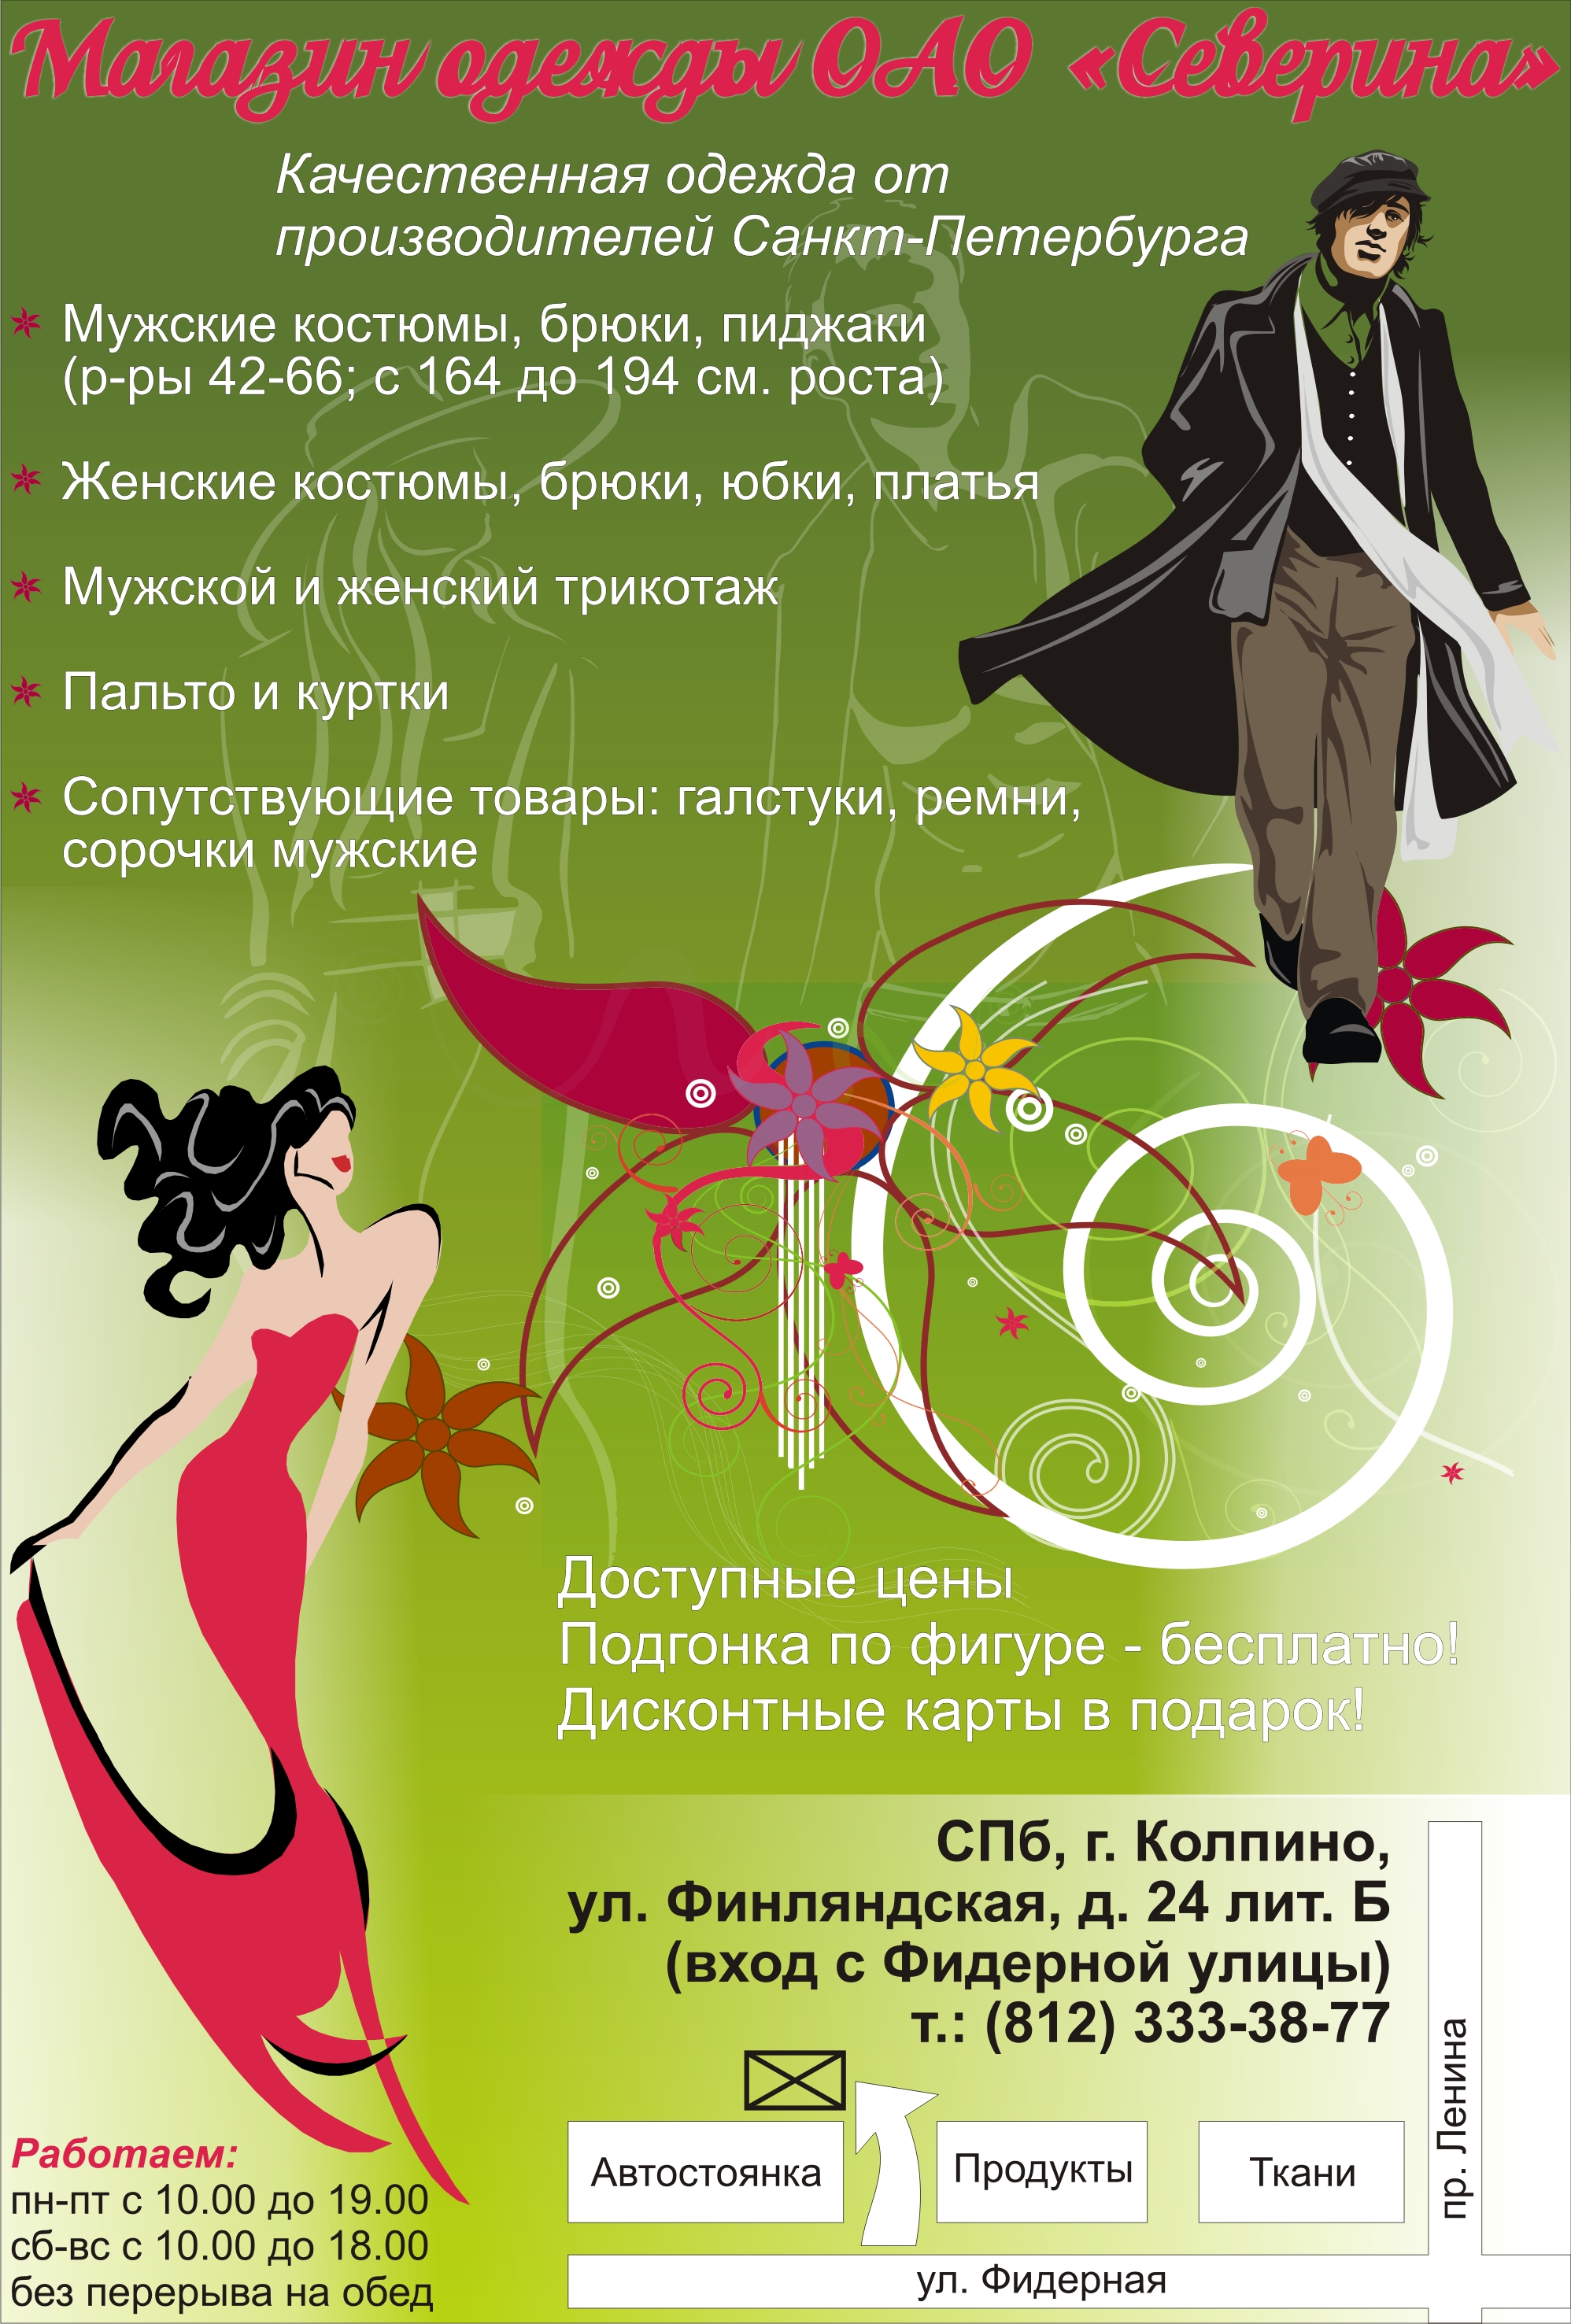 Магазин одежды ОАО «Северина»
Качественная одежда от
производителей Санкт-Петербурга
Мужские костюмы, брюки, пиджаки
(р-ры 42-66; с 164 до 194 см. роста)
Женские костюмы, брюки, юбки, платья
Мужской и женский трикотаж
Пальто и куртки
Сопутствующие товары: галстуки, ремни,
сорочки мужские
Доступные цены
Подгонка по фигуре - бесплатно!
Дисконтные карты в подарок!
СПб, г. Колпино,
ул. Финляндская, д. 24 лит. Б
(вход с Фидерной улицы)
т.: (812) 333-38-77
Автостоянка
Продукты
Ткани
пр. Ленина
ул. Фидерная
Работаем:
пн-пт с 10.00 до 19.00
сб-вс с 10.00 до 18.00
без перерыва на обед